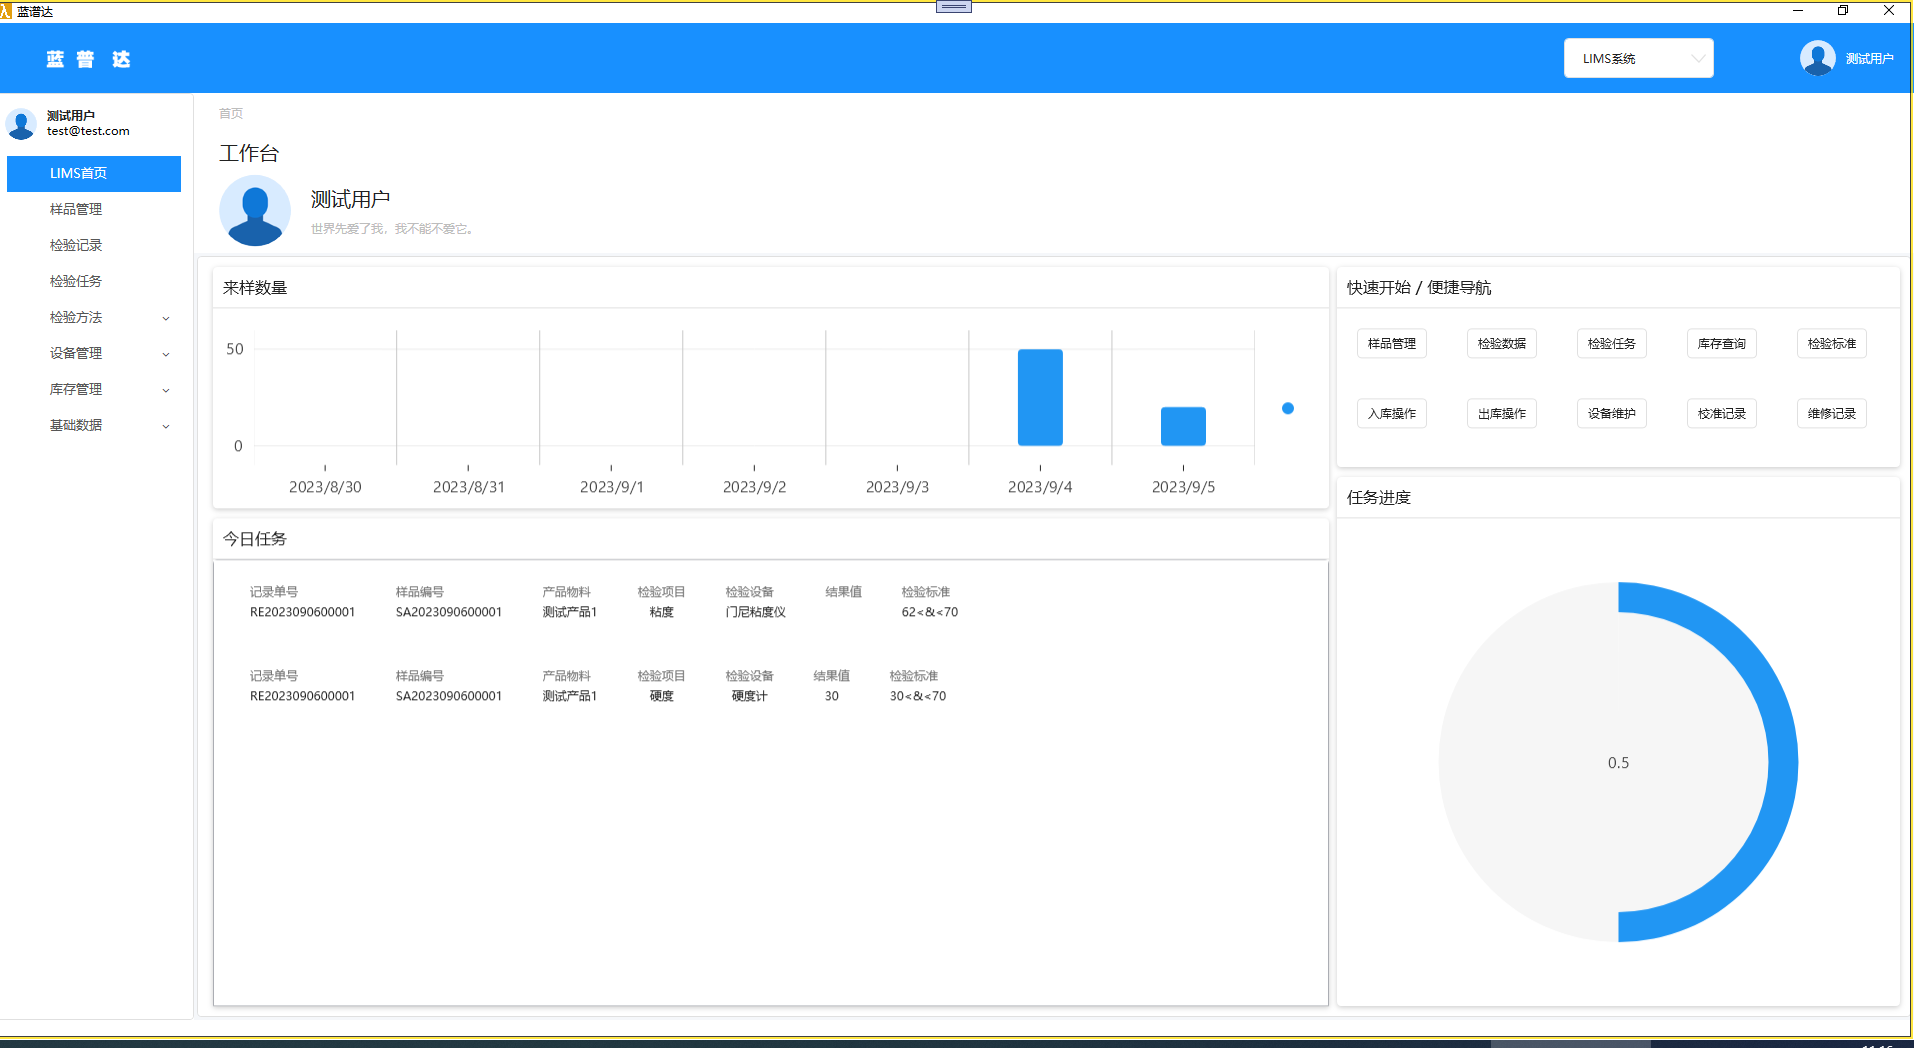 蓝谱达
蓝 普 达
LIMS系统
测试用户
测试用户
test@test.com
LIMS首页
样品管理
检验记录
检验任务
检验方法
设备管理
库存管理
基础数据
首页
工作台
测试用户
世界先爱了我，我不能不爱它。
来样数量
50
0
2023/8/30 2023/8/31 2023/9/1 2023/9/2 2023/9/3 2023/9/4 2023/9/5
快速开始 / 便捷导航
样品管理 检验数据 检验任务 库存查询 检验标准
入库操作 出库操作 设备维护 校准记录 维修记录
今日任务
记录单号 样品编号 产品物料 检验项目 检验设备 结果值 检验标准
RE2023090600001 SA2023090600001 测试产品1 粘度 门尼粘度仪 62<&<70
记录单号 样品编号 产品物料 检验项目 检验设备 结果值 检验标准
RE2023090600001 SA2023090600001 测试产品1 硬度 硬度计 30 30<&<70
任务进度
0.5